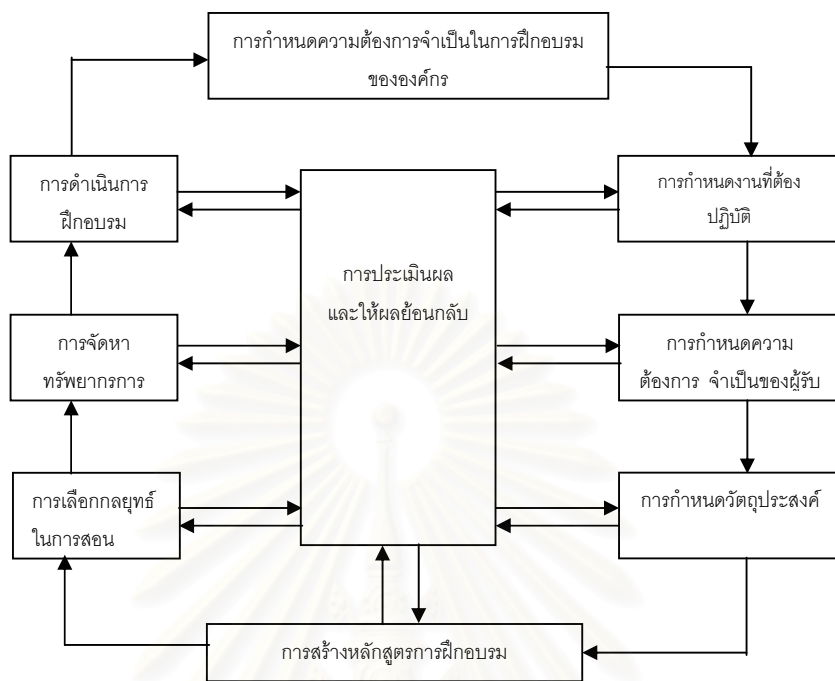 การกำหนดความต้องการจำเป็นในการฝึกอบรม
ขององค์กร
การดำเนินการ
ฝึกอบรม
การกำหนดงานที่ต้อง
ปฏิบัติ
การประเมินผล
และให้ผลย้อนกลับ
การจัดหา
ทรัพยากรการ
การกำหนดความ
ต้องการ จำเป็นของผู้รับ
การเลือกกลยุทธ์
ในการสอน
การกำหนดวัตถุประสงค์
การสร้างหลักสูตรการฝึกอบรม